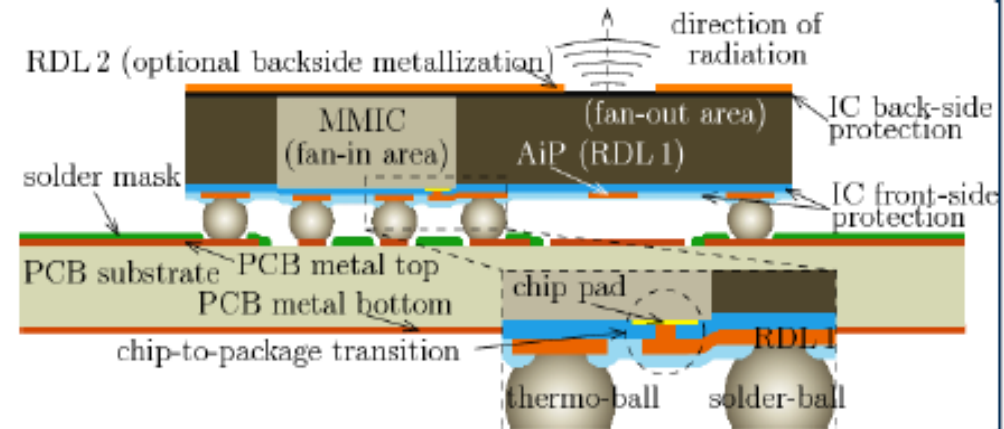 direction of
radiation
RDL 2 (optional backside metallization)
(fan-out area)
MMIC
(fan-in area)
AiP (RDL 1)
IC back-side
protection
solder mask
IC front-side
protection
PCB substrate
PCB metal top
PCB metal bottom
chip pad
chip-to-package transition
RDL 1
thermo-ball
solder-ball